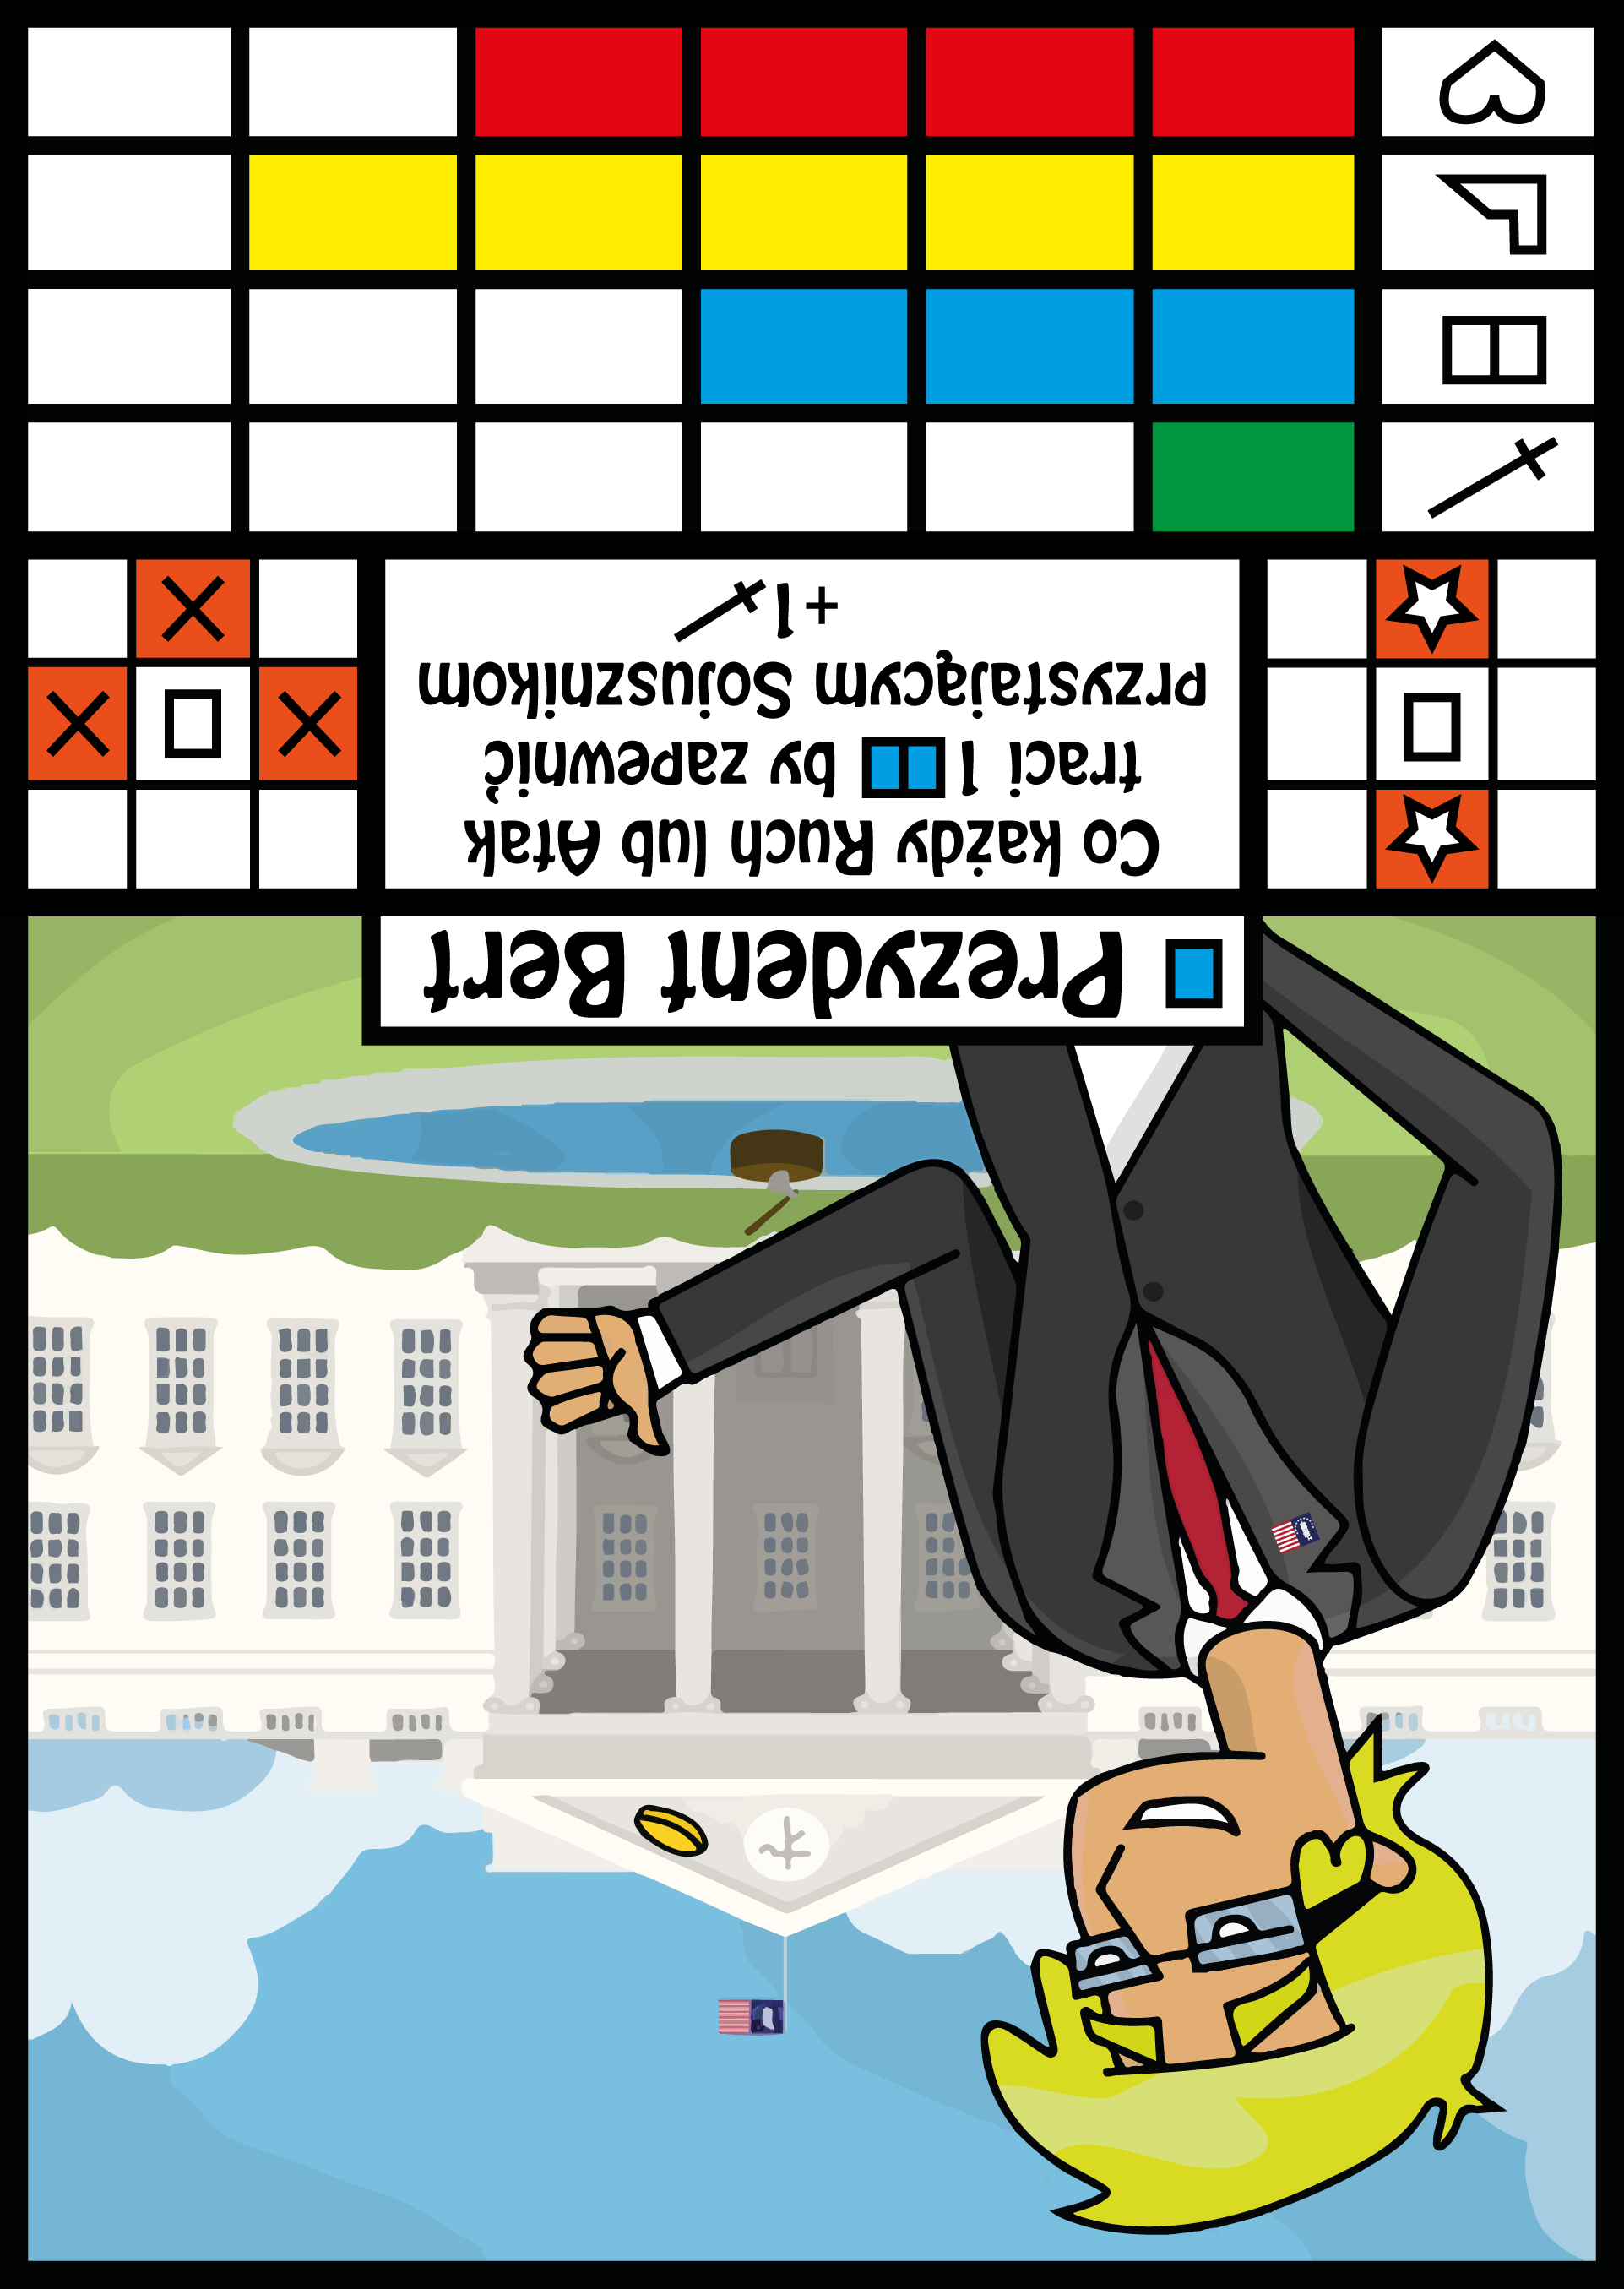 Prezydent Bert
Co każdy Ruch lub Atak
traci 1 by zapewnić
przystającym Sojusznikom
+1